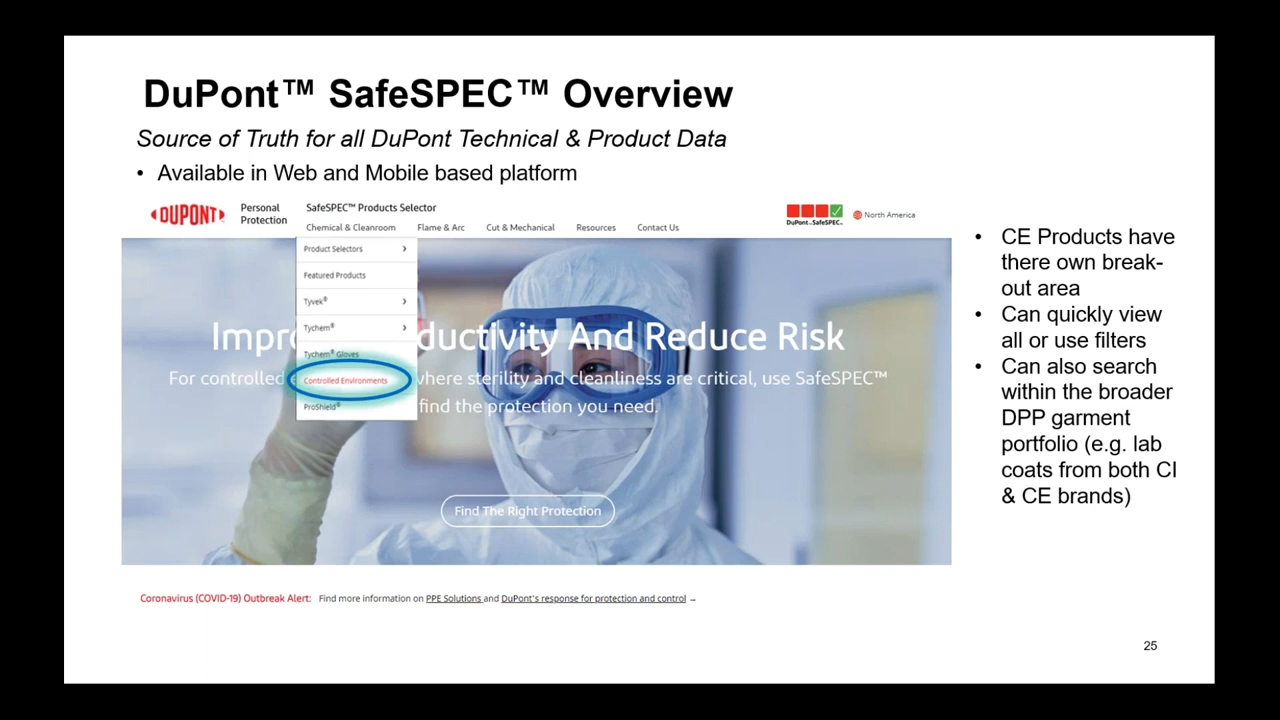 DuPont™ SafeSPEC™ Overview
Source of Truth for all DuPont Technical & Product Data
• Available in Web and Mobile based platform
DUPONT
Personal
Protection
SafeSPEC™ Products Selector
Chemical & Cleanroom Flame & Arc Cut & Mechanical Resources Contact Us
DuPont™ SafeSPEC™
North America
Product Selectors
Featured Products
Tyvek®
Tychem®
Tychem® Gloves
Controlled Environments
ProShield®
Impro ductivity And Reduce Risk
For controlled where sterility and cleanliness are critical, use SafeSPEC™
find the protection you need.
Find The Right Protection
Coronavirus (COVID-19) Outbreak Alert: Find more information on PPE Solutions and DuPont's response for protection and control →
• CE Products have
there own break-
out area
• Can quickly view
all or use filters
• Can also search
within the broader
DPP garment
portfolio (e.g. lab
coats from both CI
& CE brands)
25